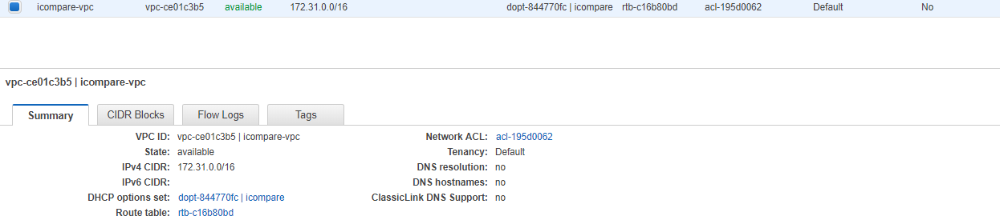 icompare-vpc vpc-ce01c3b5 available 172.31.0.0/16 dopt-844770fc | icompare rtb-c16b80bd acl-195d0062 Default No
vpc-ce01c3b5 | icompare-vpc
Summary CIDR Blocks Flow Logs Tags
VPC ID: vpc-ce01c3b5 | icompare-vpc Network ACL: acl-195d0062
State: available Tenancy: Default
IPv4 CIDR: 172.31.0.0/16 DNS resolution: no
IPv6 CIDR: DNS hostnames: no
DHCP options set: dopt-844770fc | icompare ClassicLink DNS Support: no
Route table: rtb-c16b80bd